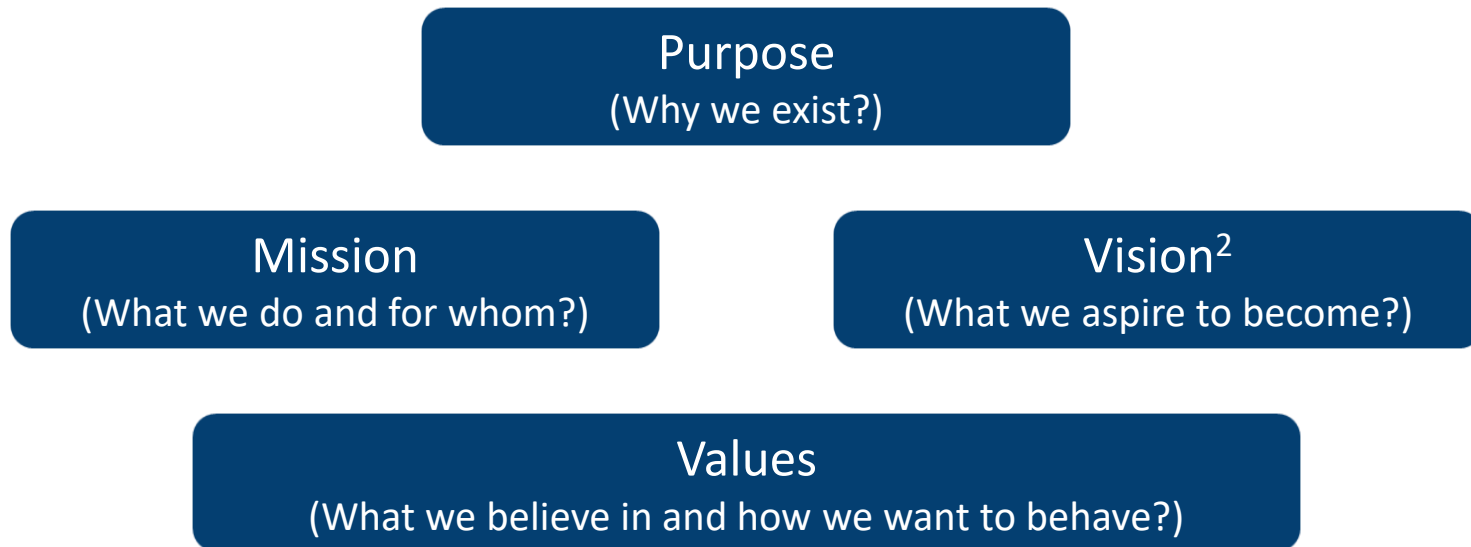 Purpose
(Why we exist?)
Mission
(What we do and for whom?)
Vision²
(What we aspire to become?)
Values
(What we believe in and how we want to behave?)